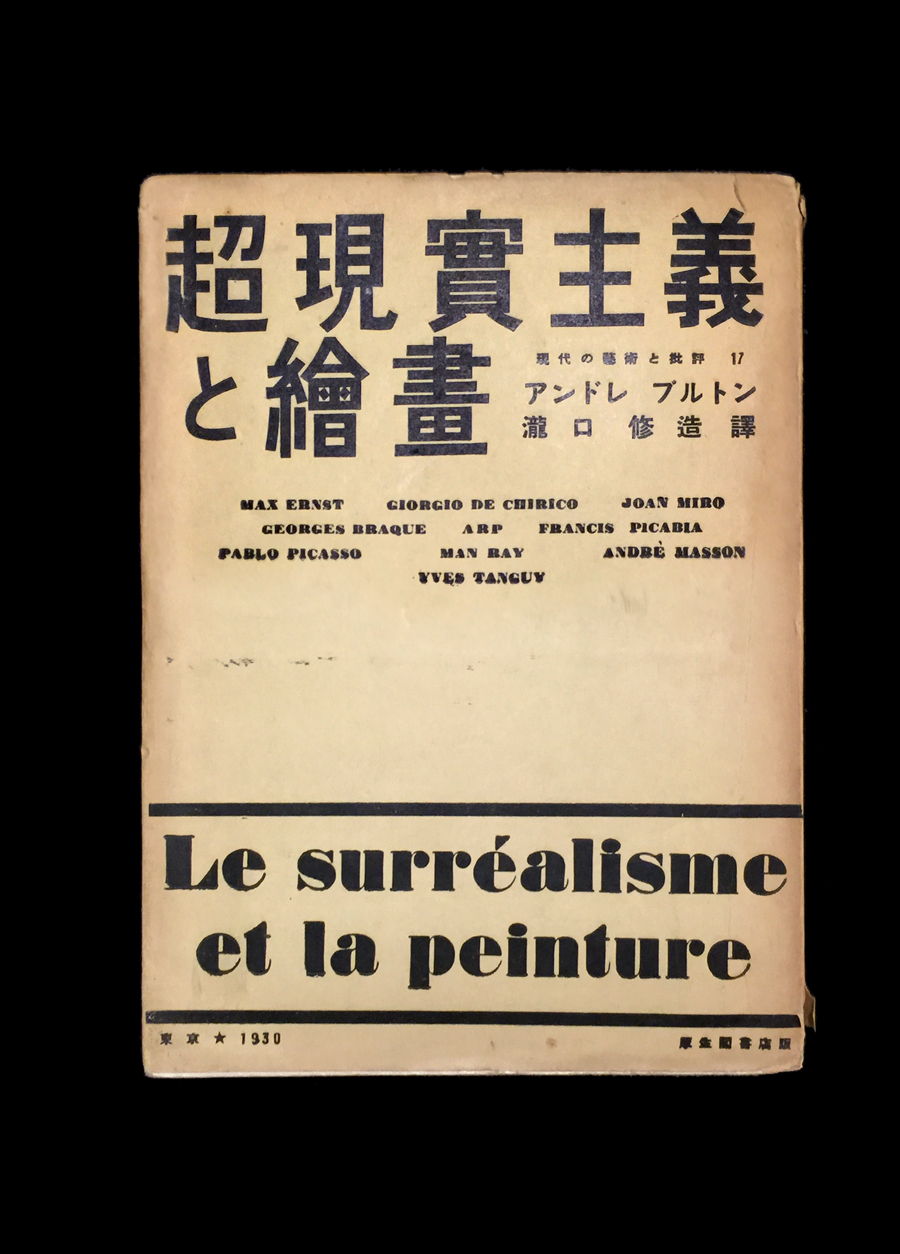 超現實主義
と繪畫
現代の藝術と批評 17
アンドレ ブルトン
瀧口 修造 譯
MAX ERNST GIORGIO DE CHIRICO JOAN MIRO
GEORGES BRAQUE ARP FRANCIS PICABIA
PABLO PICASSO MAN RAY ANDRÈ MASSON
YVES TANGUY
Le surréalisme
et la peinture
東京★1930
厚生閣書店版